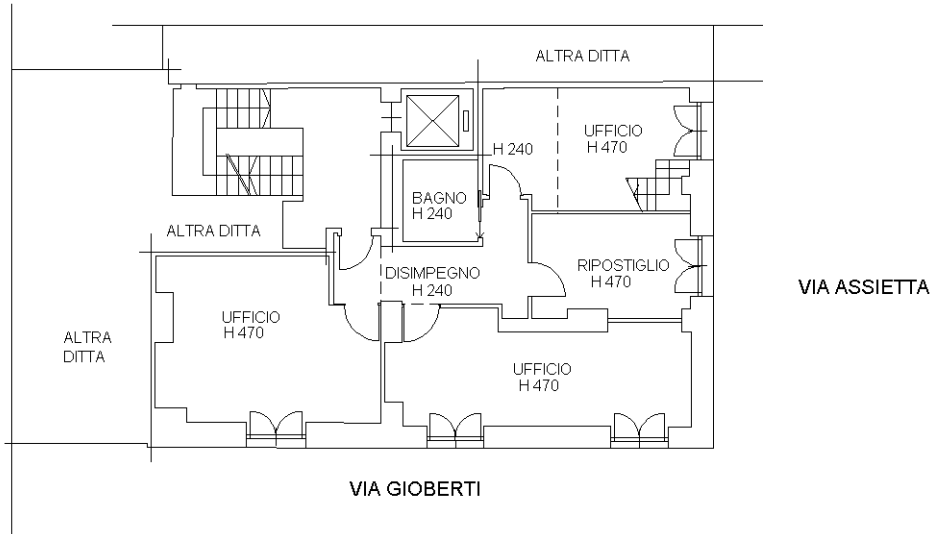 ALTRA DITTA
UFFICIO
H 470
H 240
BAGNO
H 240
ALTRA DITTA
DISIMPEGNO
H 240
RIPOSTIGLIO
H 470
VIA ASSIETTA
UFFICIO
H 470
ALTRA
DITTA
UFFICIO
H 470
VIA GIOBERTI